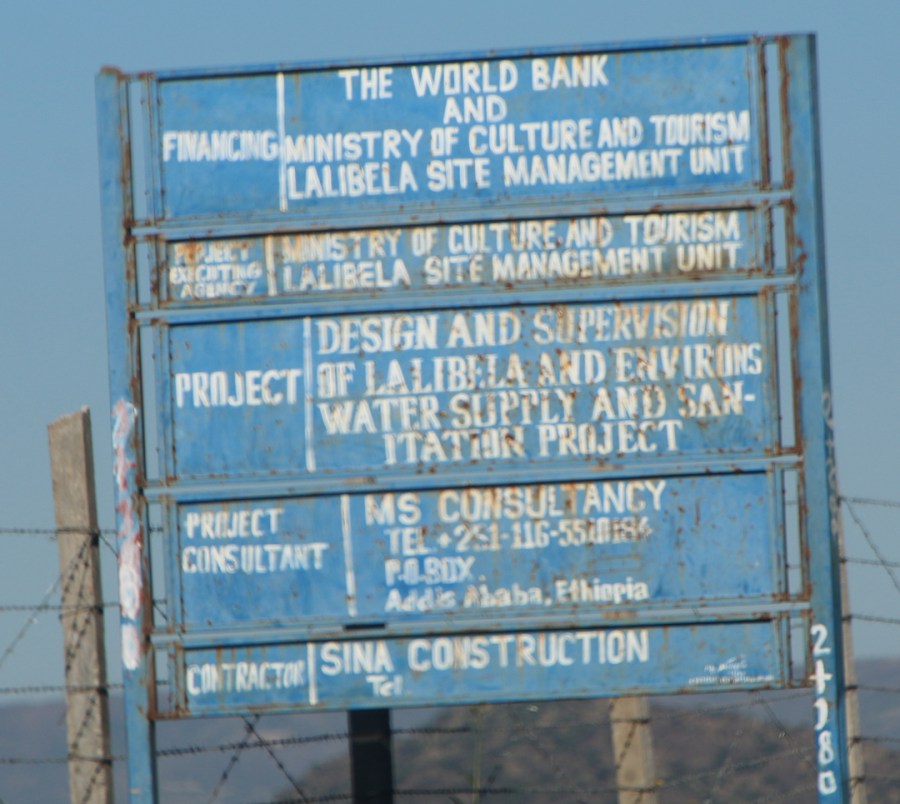 FINANCING
THE WORLD BANK
AND
MINISTRY OF CULTURE AND TOURISM
LALIBELA SITE MANAGEMENT UNIT
PROJECT
EXECUTING
AGENCY
MINISTRY OF CULTURE AND TOURISM
LALIBELA SITE MANAGEMENT UNIT
PROJECT
DESIGN AND SUPERVISION
OF LALIBELA AND ENVIRONS
WATER SUPPLY AND SAN-
ITATION PROJECT
PROJECT
CONSULTANT
MS CONSULTANCY
TEL
P.O.BOX.
Addis Ababa, Ethiopia
CONTRACTOR
SINA CONSTRUCTION
Tel